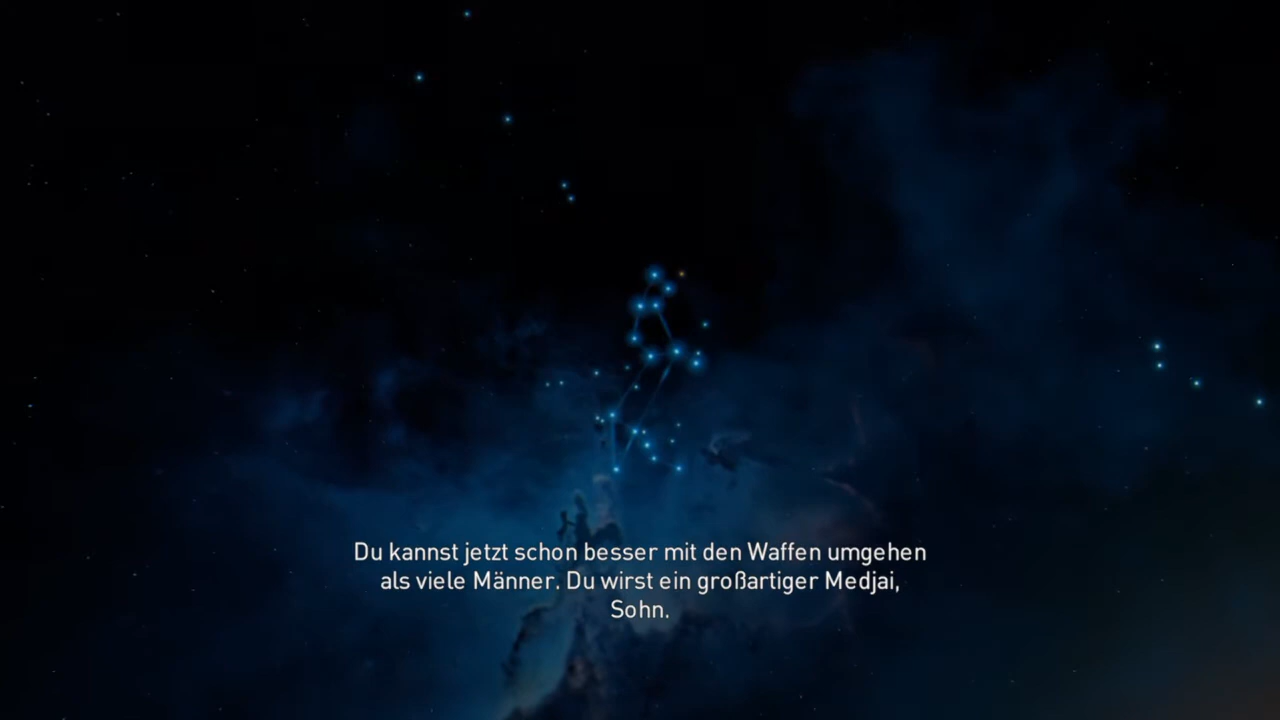 Du kannst jetzt schon besser mit den Waffen umgehen
als viele Männer. Du wirst ein großartiger Medjai,
Sohn.